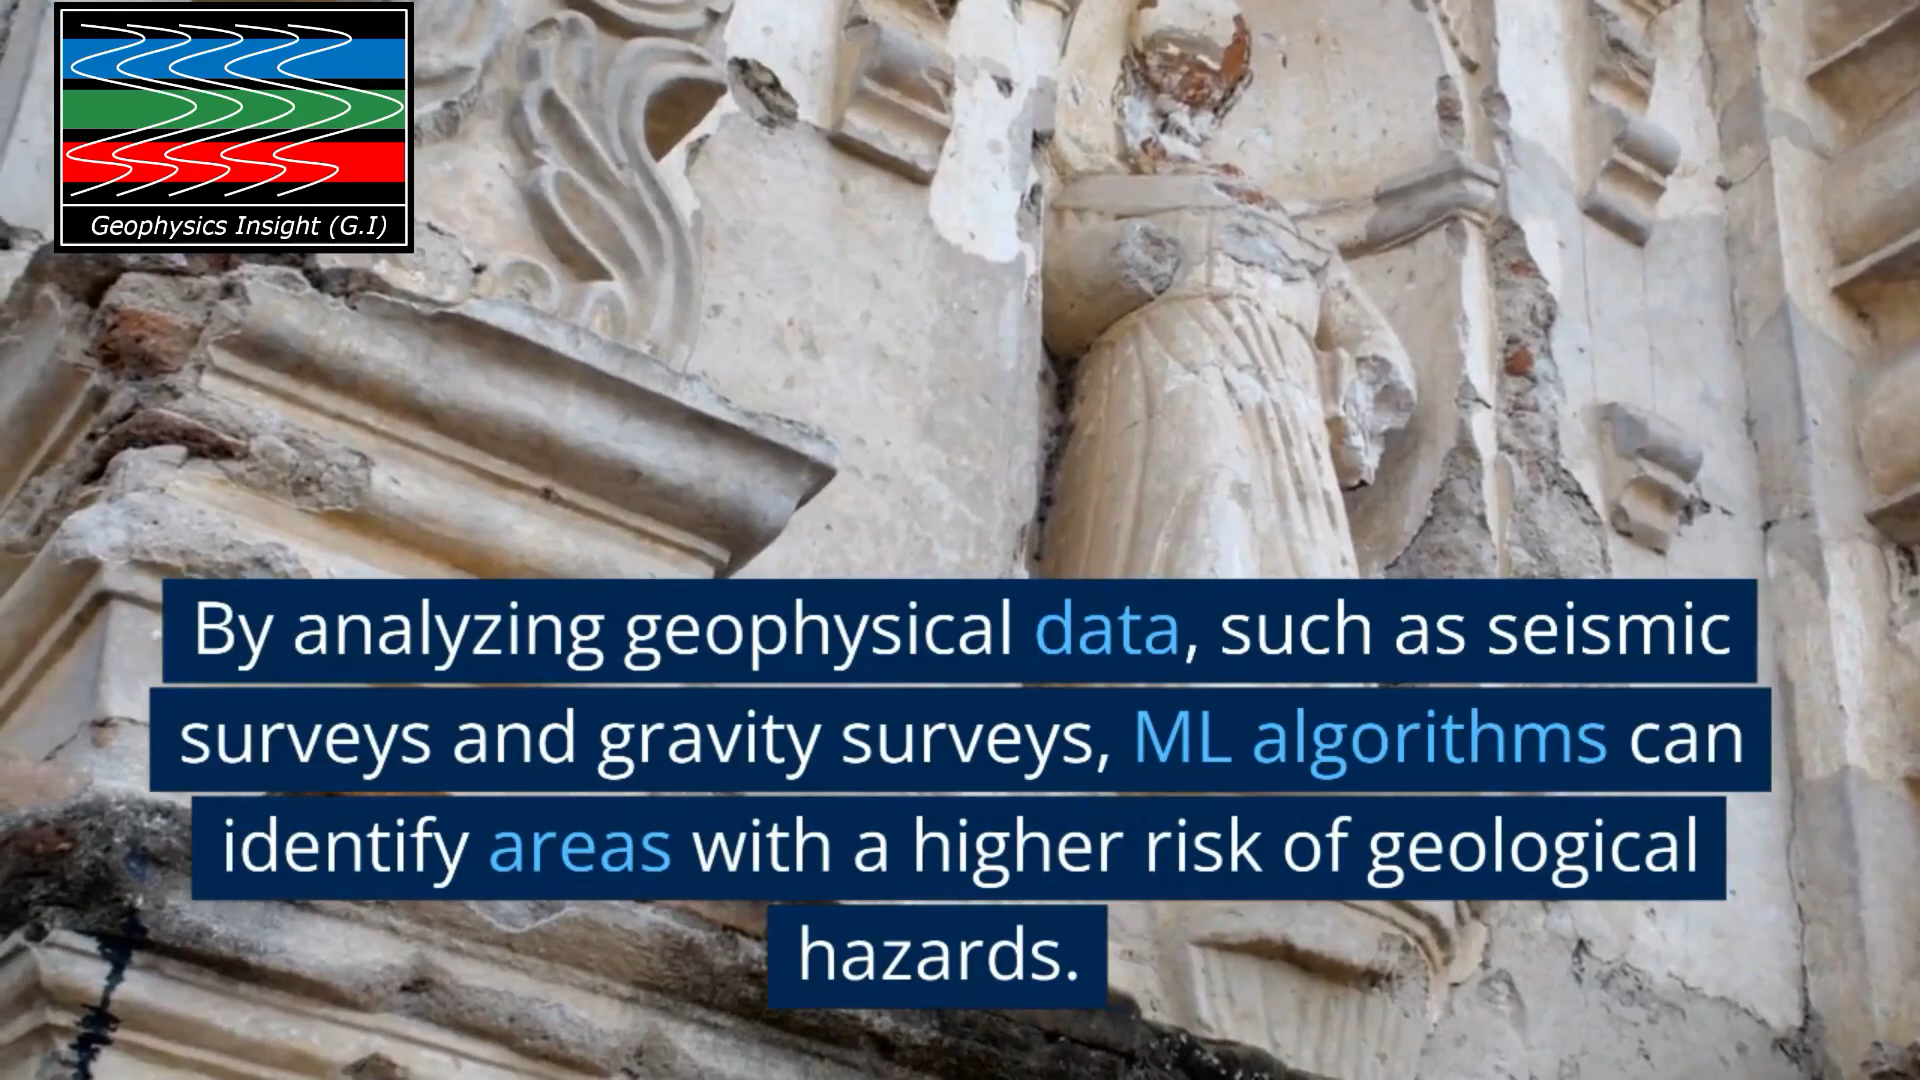 Geophysics Insight (G.I)
By analyzing geophysical data, such as seismic
surveys and gravity surveys, ML algorithms can
identify areas with a higher risk of geological
hazards.